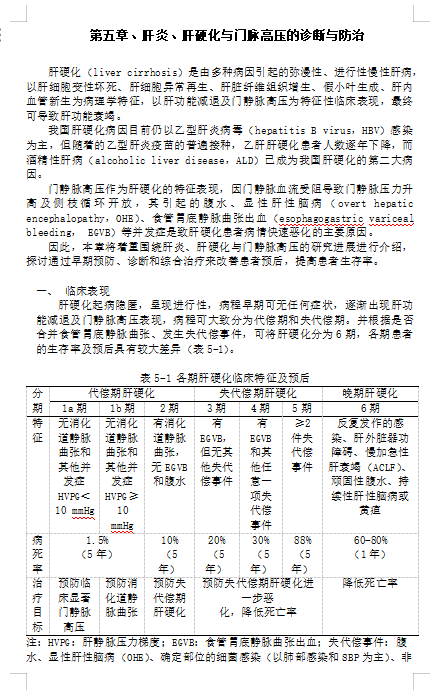 第五章、肝炎、肝硬化与门脉高压的诊断与防治
肝硬化（liver cirrhosis）是由多种病因引起的弥漫性、进行性慢性肝病，
以肝细胞变性坏死、肝细胞异常再生、肝脏纤维组织增生、假小叶生成、肝内
血管新生为病理学特征，以肝功能减退及门静脉高压为特征性临床表现，最终
可导致肝功能衰竭。
我国肝硬化病因目前仍以乙型肝炎病毒（hepatitis B virus，HBV）感染
为主，但随着的乙型肝炎疫苗的普遍接种，乙肝肝硬化患者人数逐年下降，而
酒精性肝病（alcoholic liver disease，ALD）已成为我国肝硬化的第二大病
因。
门静脉高压作为肝硬化的特征表现，因门静脉血流受阻导致门静脉压力升
高及侧枝循环开放，其引起的腹水、显性肝性脑病（overt hepatic
encephalopathy，OHE）、食管胃底静脉曲张出血（esophagogastric variceal
bleeding， EGVB）等并发症是致肝硬化患者病情快速恶化的主要原因。
因此，本章将着重围绕肝炎、肝硬化与门静脉高压的研究进展进行介绍，
探讨通过早期预防、诊断和综合治疗来改善患者预后，提高患者生存率。
一、 临床表现
肝硬化起病隐匿，呈现进行性，病程早期可无任何症状，逐渐出现肝功
能减退及门静脉高压表现，病程可大致分为代偿期和失代偿期。并根据是否
合并食管胃底静脉曲张、发生失代偿事件，可将肝硬化分为 6 期，各期患者
的生存率及预后具有较大差异（表 5-1）。
表 5-1 各期肝硬化临床特征及预后
分期 代偿期肝硬化 失代偿期肝硬化 晚期肝硬化
1a 期 1b 期 2 期 3 期 4 期 5 期 6 期
特征 无消化道静脉曲张和其他并发症 HVPG＜10 mmHg 无消化道静脉曲张和其他并发症 HVPG≥10 mmHg 有消化道静脉曲张，无 EGVB 和腹水 有 EGVB，但无其他失代偿事件 有 EGVB 和其他任意一项失代偿事件 ≥2 件失代偿事件 反复发作的感染、肝外脏器功能障碍、慢加急性肝衰竭（ACLF）、顽固性腹水、持续性肝性脑病或黄疸
病死率 1.5%（5 年） 10%（5 年） 20%（5 年） 30%（5 年） 88%（5 年） 60-80%（1 年）
治疗目标 预防临床显著门静脉高压 预防消化道静脉曲张 预防失代偿期肝硬化 预防失代偿期肝硬化进一步恶化，降低死亡率 降低死亡率
注：HVPG：肝静脉压力梯度；EGVB：食管胃底静脉曲张出血；失代偿事件：腹
水、显性肝性脑病（OHE）、确定部位的细菌感染（以肺部感染和 SBP 为主）、非